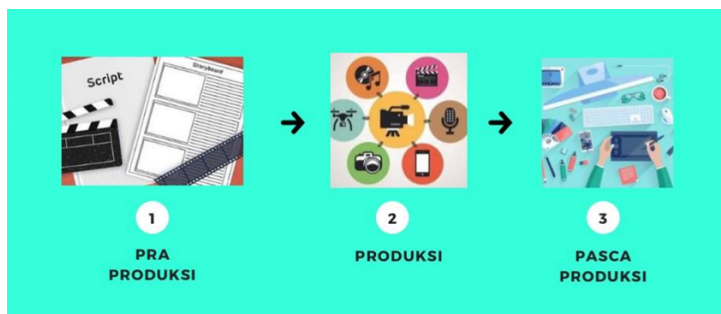 Script
Storyboard
1
PRA
PRODUKSI
2
PRODUKSI
3
PASCA
PRODUKSI